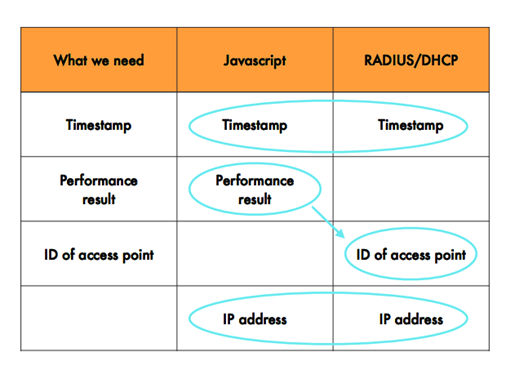 What we need Javascript RADIUS/DHCP
Timestamp Timestamp Timestamp
Performance Performance
result result
ID of access point ID of access point
IP address IP address